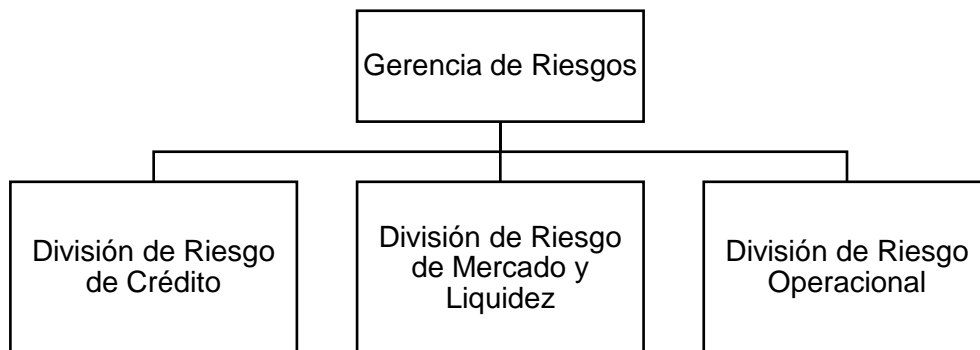 Gerencia de Riesgos
División de Riesgo
de Crédito
División de Riesgo
de Mercado y
Liquidez
División de Riesgo
Operacional